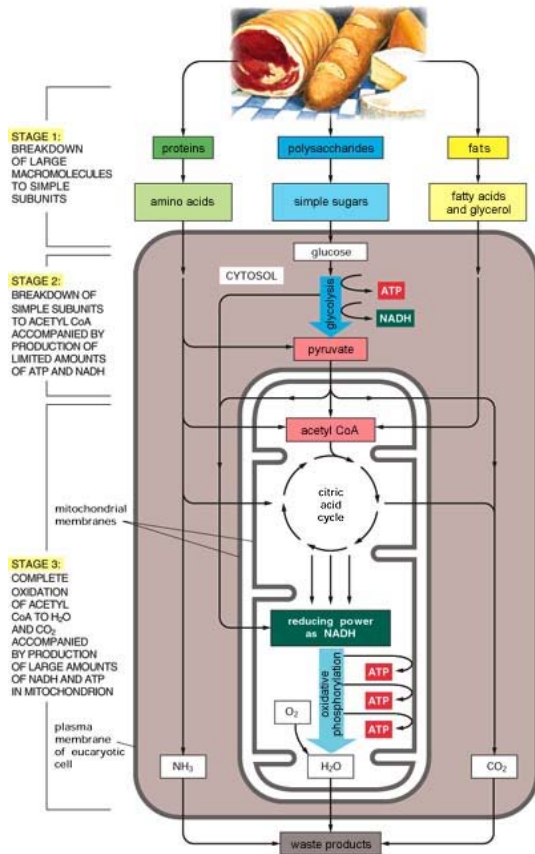 STAGE 1:
BREAKDOWN
OF LARGE
MACROMOLECULES
TO SIMPLE
SUBUNITS
proteins
polysaccharides
fats
amino acids
simple sugars
fatty acids
and glycerol
STAGE 2:
BREAKDOWN OF
SIMPLE SUBUNITS
TO ACETYL CoA
ACCOMPANIED BY
PRODUCTION OF
LIMITED AMOUNTS
OF ATP AND NADH
glucose
CYTOSOL
glycolysis
ATP
NADH
pyruvate
acetyl CoA
citric
acid
cycle
mitochondrial
membranes
STAGE 3:
COMPLETE
OXIDATION
OF ACETYL
CoA TO H₂O
AND CO₂
ACCOMPANIED
BY PRODUCTION
OF LARGE AMOUNTS
OF NADH AND ATP
IN MITOCHONDRION
reducing power
as NADH
oxidative
phosphorylation
ATP
ATP
ATP
O₂
plasma
membrane
of eucaryotic
cell
NH₃
H₂O
CO₂
waste products